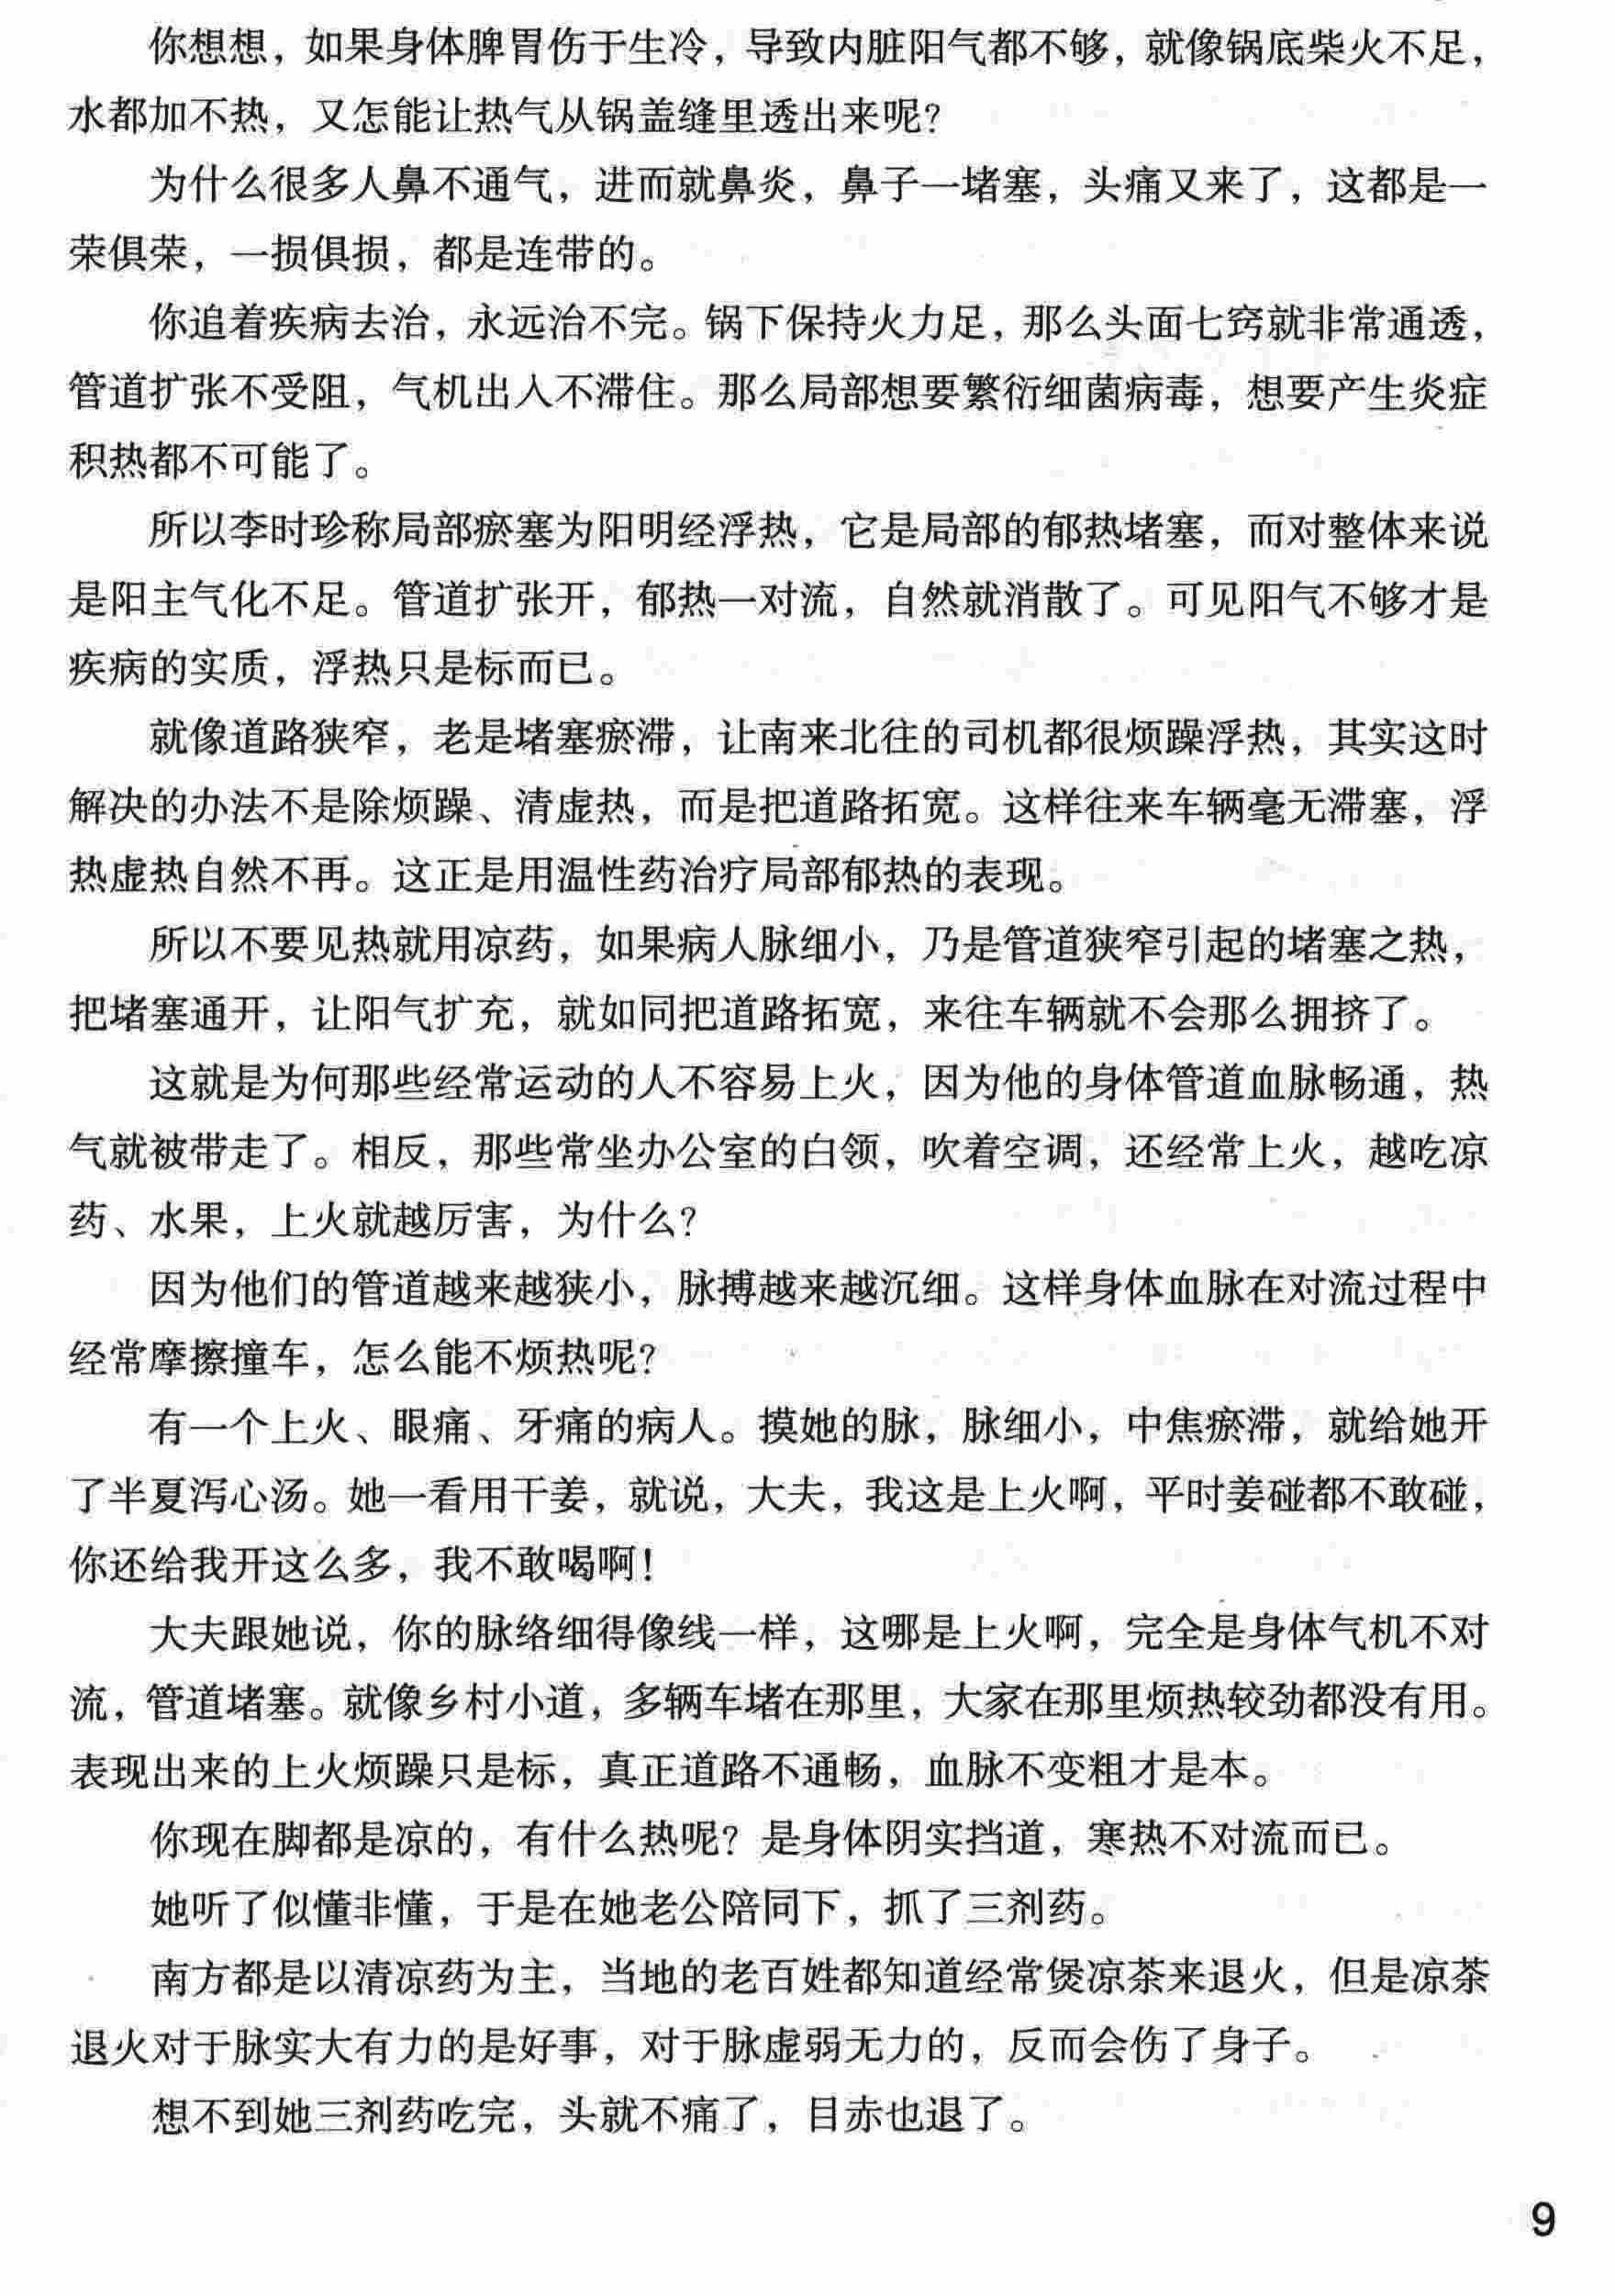 你想想，如果身体脾胃伤于生冷，导致内脏阳气都不够，就像锅底柴火不足，
水都加不热，又怎能让热气从锅盖缝里透出来呢？
为什么很多人鼻不通气，进而就鼻炎，鼻子一堵塞，头痛又来了，这都是一
荣俱荣，一损俱损，都是连带的。
你追着疾病去治，永远治不完。锅下保持火力足，那么头面七窍就非常通透，
管道扩张不受阻，气机出入不滞住。那么局部想要繁衍细菌病毒，想要产生炎症
积热都不可能了。
所以李时珍称局部瘀塞为阳明经浮热，它是局部的郁热堵塞，而对整体来说
是阳主气化不足。管道扩张开，郁热一对流，自然就消散了。可见阳气不够才是
疾病的实质，浮热只是标而已。
就像道路狭窄，老是堵塞瘀滞，让南来北往的司机都很烦躁浮热，其实这时
解决的办法不是除烦躁、清虚热，而是把道路拓宽。这样往来车辆毫无滞塞，浮
热虚热自然不再。这正是用温性药治疗局部郁热的表现。
所以不要见热就用凉药，如果病人脉细小，乃是管道狭窄引起的堵塞之热，
把堵塞通开，让阳气扩充，就如同把道路拓宽，来往车辆就不会那么拥挤了。
这就是为何那些经常运动的人不容易上火，因为他的身体管道血脉畅通，热
气就被带走了。相反，那些常坐办公室的白领，吹着空调，还经常上火，越吃凉
药、水果，上火就越厉害，为什么？
因为他们的管道越来越狭小，脉搏越来越沉细。这样身体血脉在对流过程中
经常摩擦撞车，怎么能不烦热呢？
有一个上火、眼痛、牙痛的病人。摸她的脉，脉细小，中焦瘀滞，就给她开
了半夏泻心汤。她一看用干姜，就说，大夫，我这是上火啊，平时姜碰都不敢碰，
你还给我开这么多，我不敢喝啊！
大夫跟她说，你的脉络细得像线一样，这哪是上火啊，完全是身体气机不对
流，管道堵塞。就像乡村小道，多辆车堵在那里，大家在那里烦热较劲都没有用。
表现出来的上火烦躁只是标，真正道路不通畅，血脉不变粗才是本。
你现在脚都是凉的，有什么热呢？是身体阴实挡道，寒热不对流而已。
她听了似懂非懂，于是在她老公陪同下，抓了三剂药。
南方都是以清凉药为主，当地的老百姓都知道经常煲凉茶来退火，但是凉茶
退火对于脉实大有力的是好事，对于脉虚弱无力的，反而会伤了身子。
想不到她三剂药吃完，头就不痛了，目赤也退了。
9